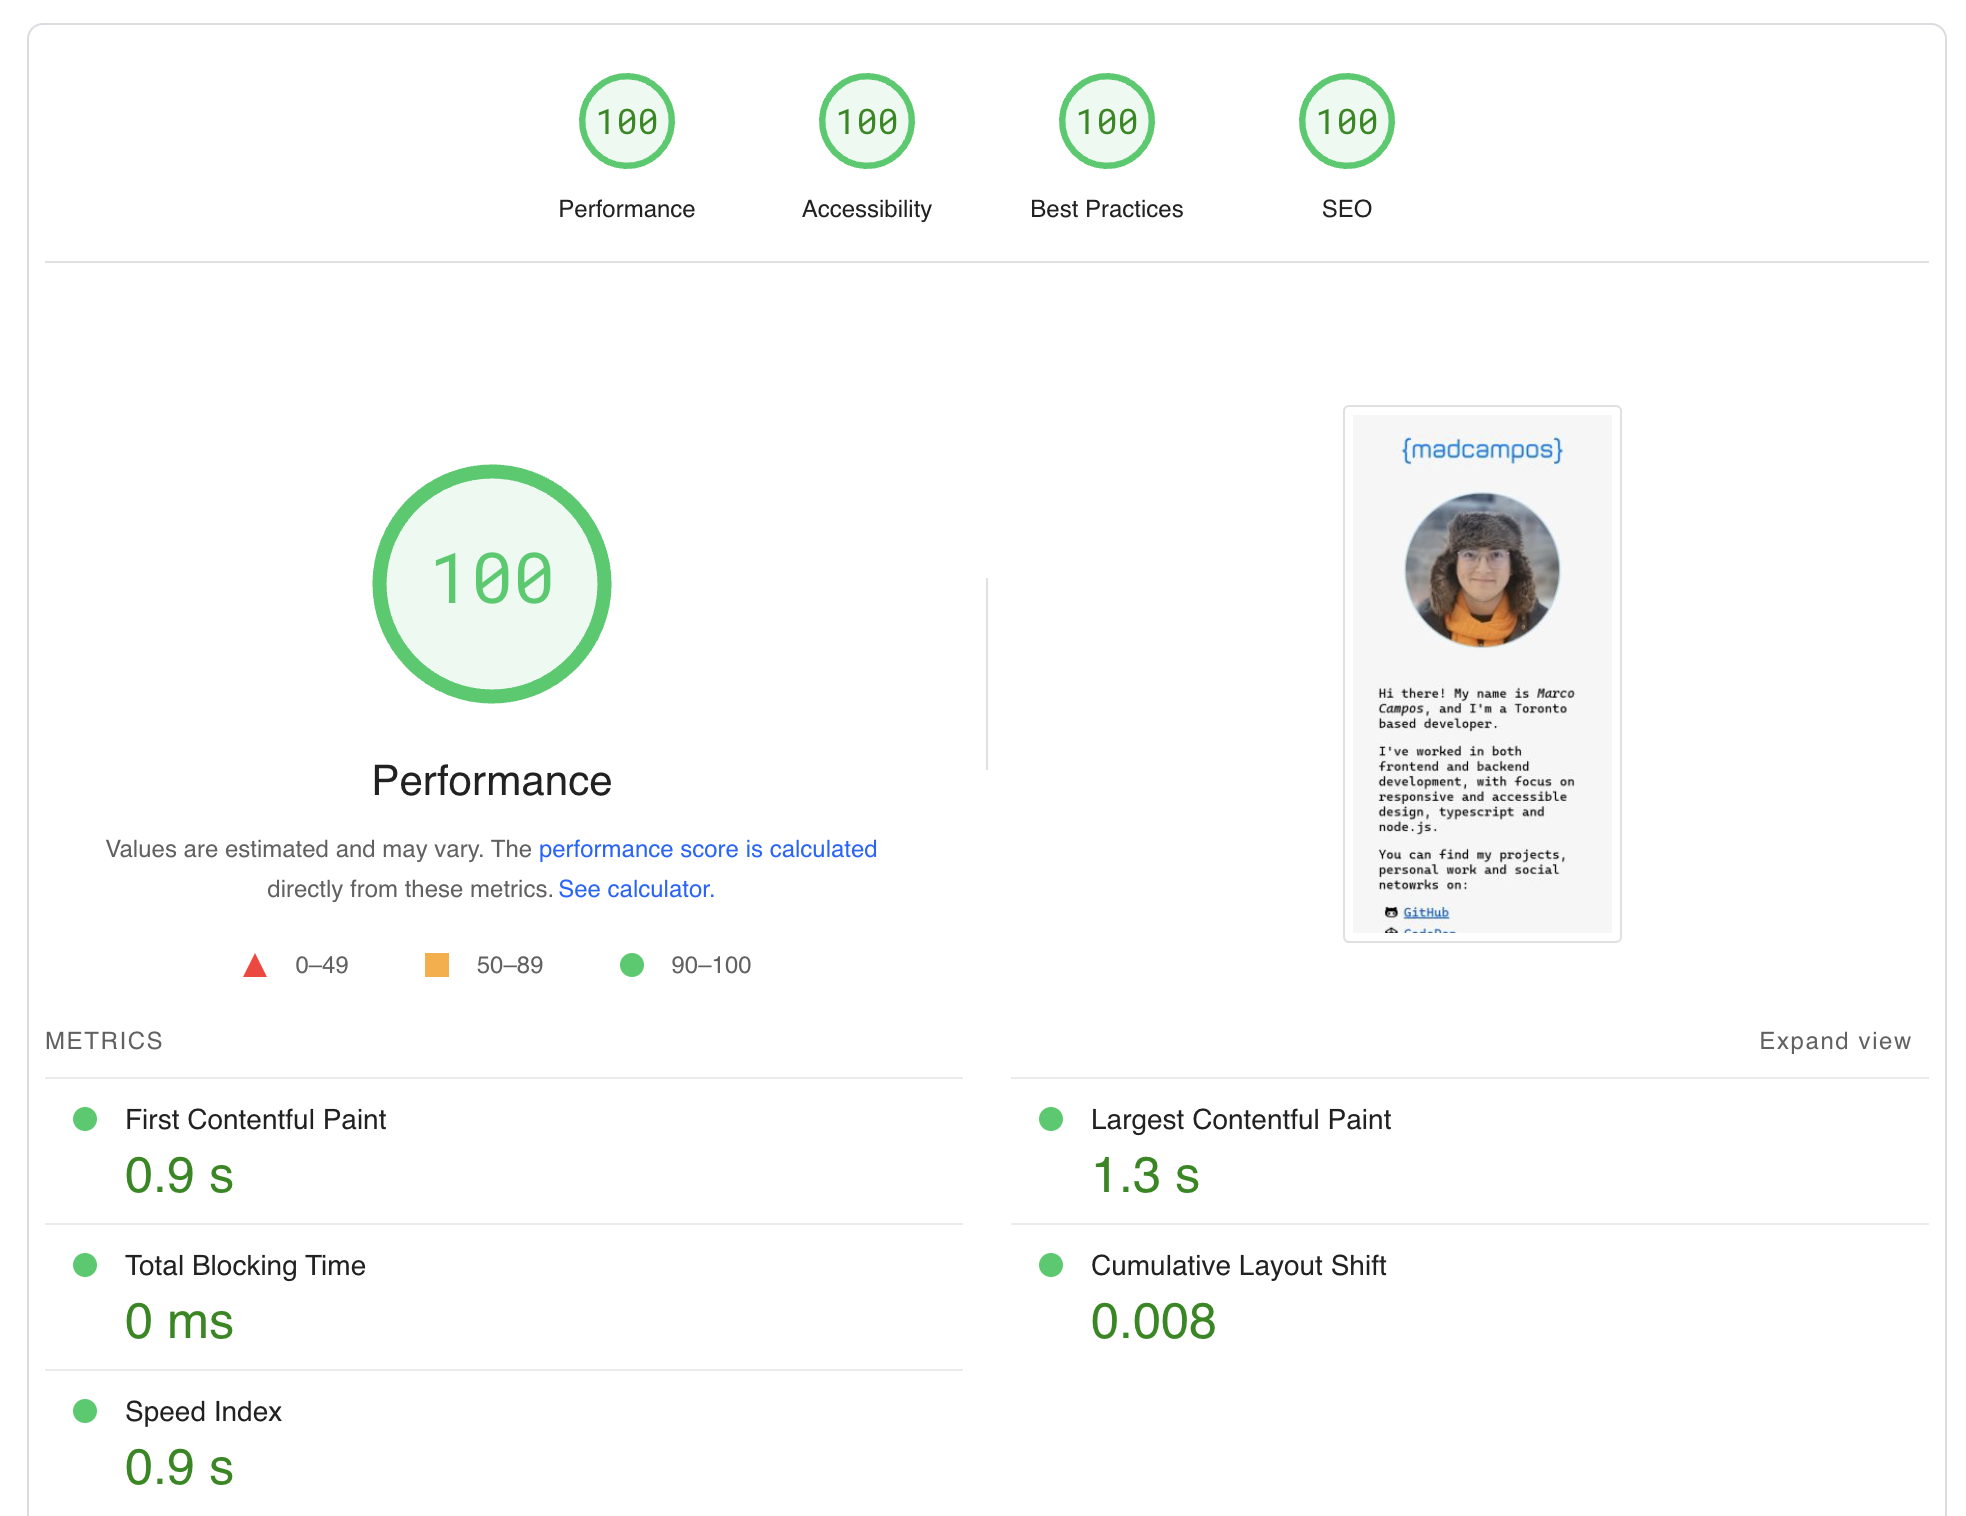 100
100
100
100
Performance
Accessibility
Best Practices
SEO
100
Performance
Values are estimated and may vary. The performance score is calculated
directly from these metrics. See calculator.
0–49
50–89
90–100
{madcampos}
Hi there! My name is Marco
Campos, and I'm a Toronto
based developer.
I've worked in both
frontend and backend
development, with focus on
responsive and accessible
design, typescript and
node.js.
You can find my projects,
personal work and social
netowrks on:
GitHub
METRICS
Expand view
First Contentful Paint
0.9 s
Largest Contentful Paint
1.3 s
Total Blocking Time
0 ms
Cumulative Layout Shift
0.008
Speed Index
0.9 s